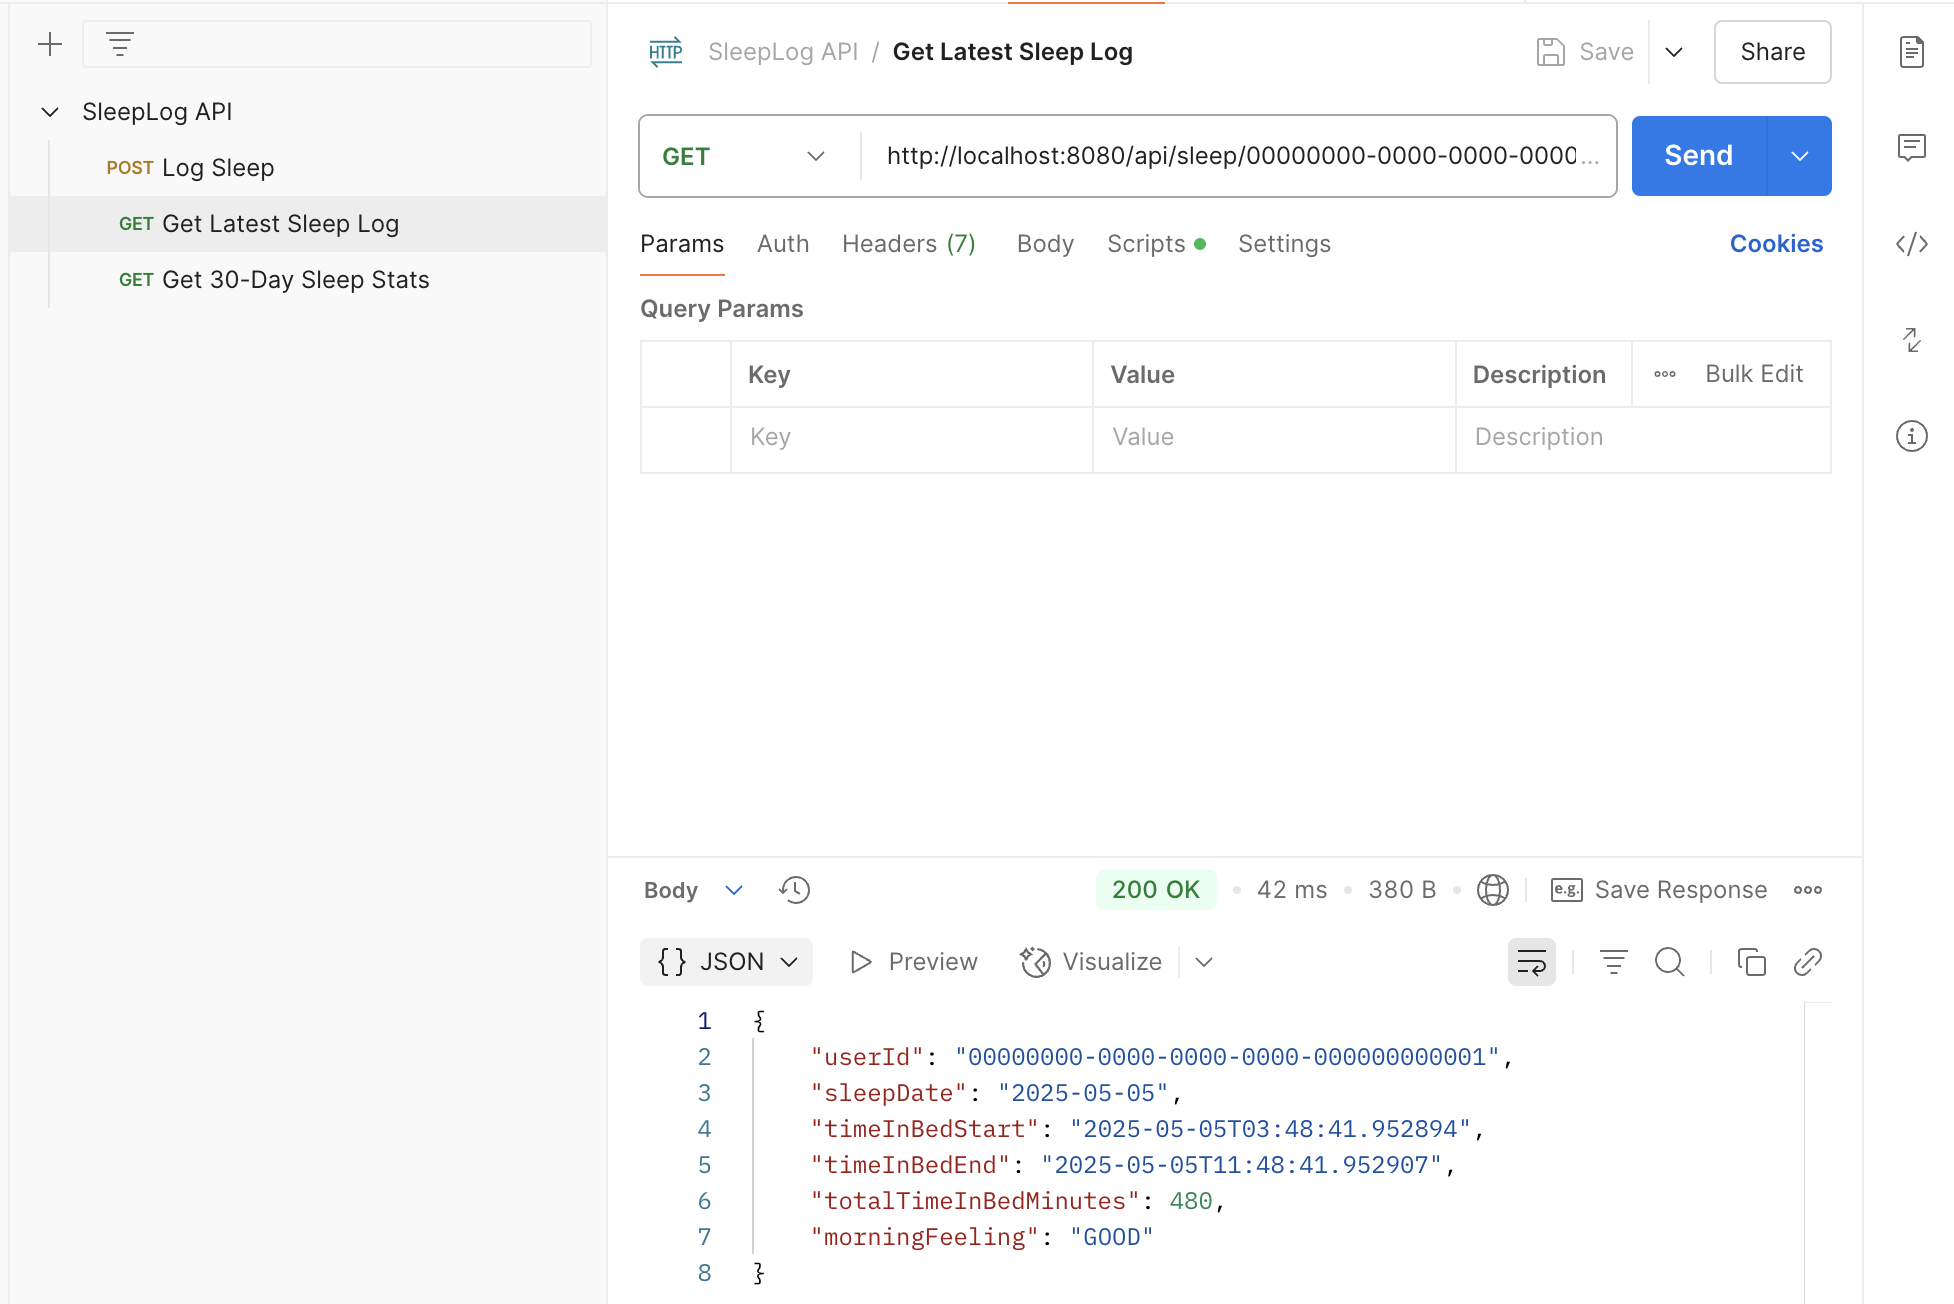 SleepLog API
POST Log Sleep
GET Get Latest Sleep Log
GET Get 30-Day Sleep Stats
HTTP SleepLog API / Get Latest Sleep Log
Save
Share
GET
http://localhost:8080/api/sleep/00000000-0000-0000-0000...
Send
Params
Auth
Headers (7)
Body
Scripts
Settings
Cookies
Query Params
Key
Value
Description
Bulk Edit
Key
Value
Description
Body
200 OK
42 ms
380 B
e.g. Save Response
{} JSON
Preview
Visualize
1 {
2 "userId": "00000000-0000-0000-0000-000000000001",
3 "sleepDate": "2025-05-05",
4 "timeInBedStart": "2025-05-05T03:48:41.952894",
5 "timeInBedEnd": "2025-05-05T11:48:41.952907",
6 "totalTimeInBedMinutes": 480,
7 "morningFeeling": "GOOD"
8 }